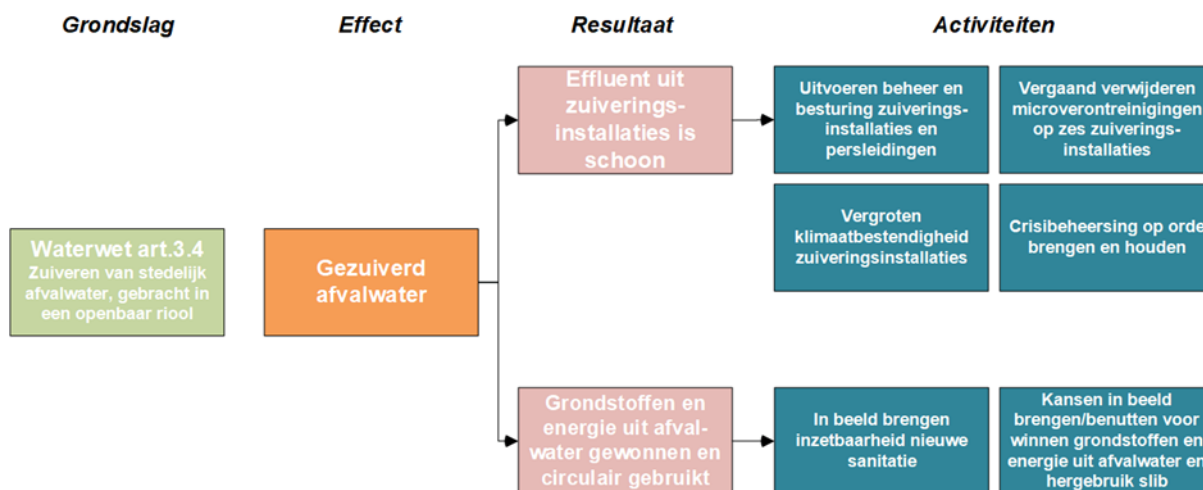 Grondslag
Effect
Resultaat
Activiteiten
Waterwet art.3.4
Zuiveren van stedelijk
afvalwater, gebracht in
een openbaar riool
Gezuiverd
afvalwater
Effluent uit
zuiverings-
installaties is
schoon
Uitvoeren beheer en
besturing zuiverings-
installaties en
persleidingen
Vergaand verwijderen
microverontreinigingen
op zes zuiverings-
installaties
Vergroten
klimaatbestendigheid
zuiveringsinstallaties
Crisibeheersing op orde
brengen en houden
Grondstoffen en
energie uit afval-
water gewonnen en
circulair gebruikt
In beeld brengen
inzetbaarheid nieuwe
sanitatie
Kansen in beeld
brengen/benutten voor
winnen grondstoffen en
energie uit afvalwater en
hergebruik slib